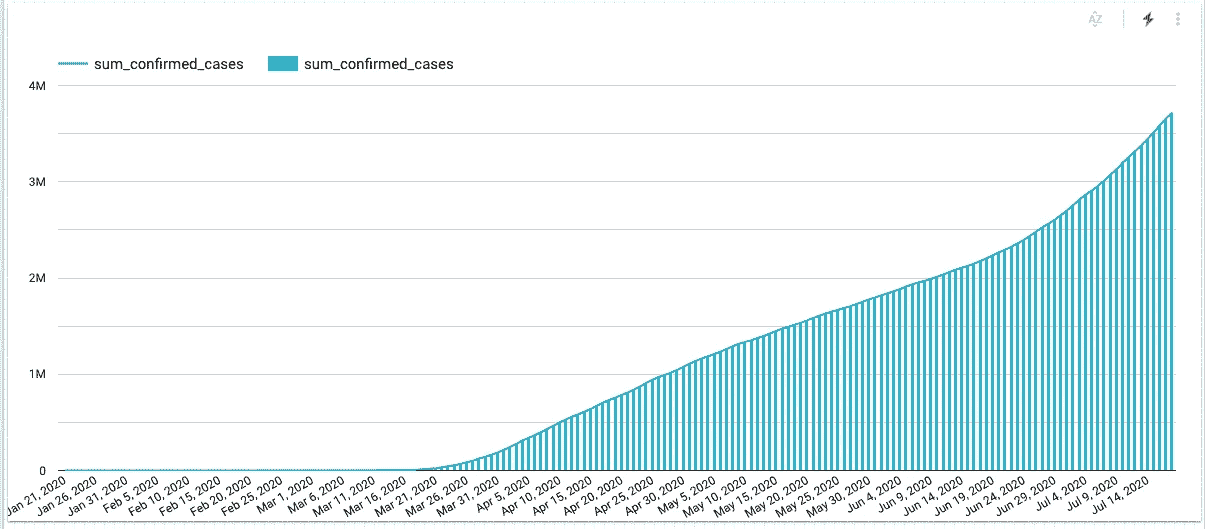 AZ
sum_confirmed_cases sum_confirmed_cases
4M
3M
2M
1M
0
Jan 21, 2020
Jan 26, 2020
Jan 31, 2020
Feb 5, 2020
Feb 10, 2020
Feb 15, 2020
Feb 20, 2020
Feb 25, 2020
Mar 1, 2020
Mar 6, 2020
Mar 11, 2020
Mar 16, 2020
Mar 21, 2020
Mar 26, 2020
Mar 31, 2020
Apr 5, 2020
Apr 10, 2020
Apr 15, 2020
Apr 20, 2020
Apr 25, 2020
Apr 30, 2020
May 5, 2020
May 10, 2020
May 15, 2020
May 20, 2020
May 25, 2020
May 30, 2020
Jun 4, 2020
Jun 9, 2020
Jun 14, 2020
Jun 19, 2020
Jun 24, 2020
Jun 29, 2020
Jul 4, 2020
Jul 9, 2020
Jul 14, 2020